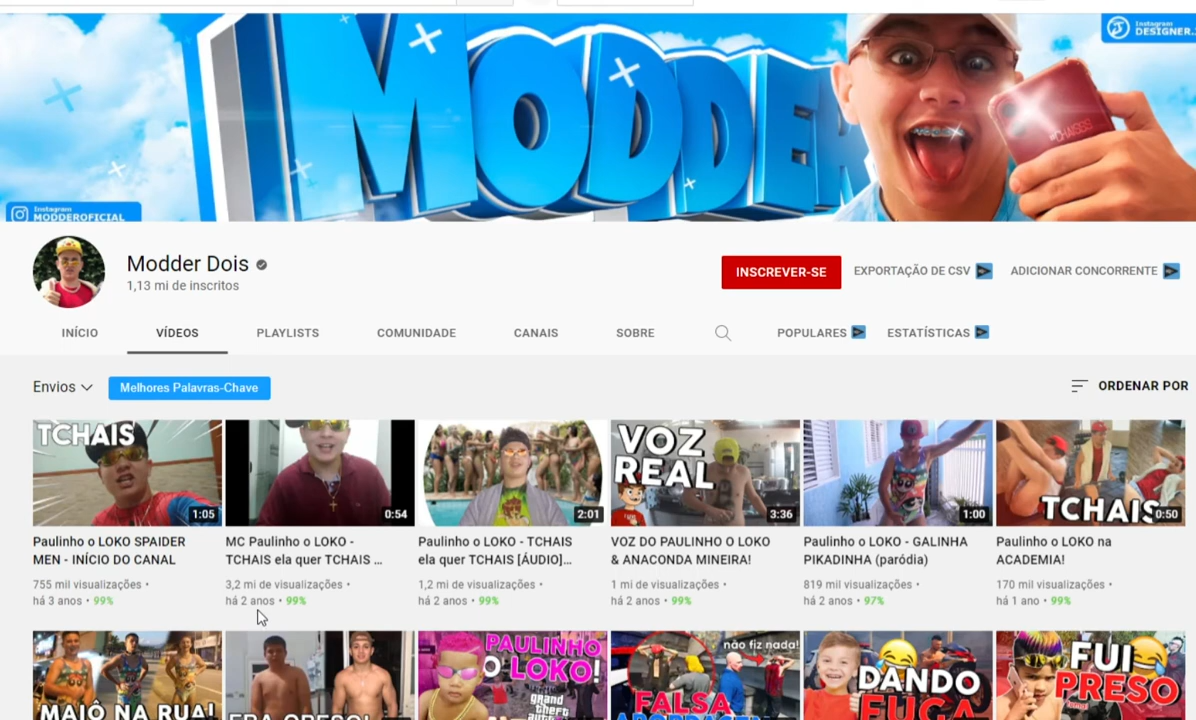 Instagram
DESIGNER.
MODDER
#CHAISSS
Instagram
MODDEROFICIAL
Modder Dois
1,13 mi de inscritos
INSCREVER-SE
EXPORTAÇÃO DE CSV
ADICIONAR CONCORRENTE
INÍCIO
VÍDEOS
PLAYLISTS
COMUNIDADE
CANAIS
SOBRE
POPULARES
ESTATÍSTICAS
Envios
Melhores Palavras-Chave
ORDENAR POR
TCHAIS
1:05
Paulinho o LOKO SPAIDER
MEN - INÍCIO DO CANAL
755 mil visualizações •
há 3 anos • 99%
0:54
MC Paulinho o LOKO -
TCHAIS ela quer TCHAIS ...
3,2 mi de visualizações •
há 2 anos • 99%
2:01
Paulinho o LOKO - TCHAIS
ela quer TCHAIS [ÁUDIO]...
1,2 mi de visualizações •
há 2 anos • 99%
VOZ
REAL
3:36
VOZ DO PAULINHO O LOKO
& ANACONDA MINEIRA!
1 mi de visualizações •
há 2 anos • 99%
1:00
Paulinho o LOKO - GALINHA
PIKADINHA (paródia)
819 mil visualizações •
há 2 anos • 97%
TCHAIS
0:50
Paulinho o LOKO na
ACADEMIA!
170 mil visualizações •
há 1 ano • 99%
MAIÔ NA RUA!
ERA OBESO!
PAULINHO
O LOKO!
grand
theft
não fiz nada!
FALSA
ABORDAGEM
DANDO
FUGA
FUI
PRESO